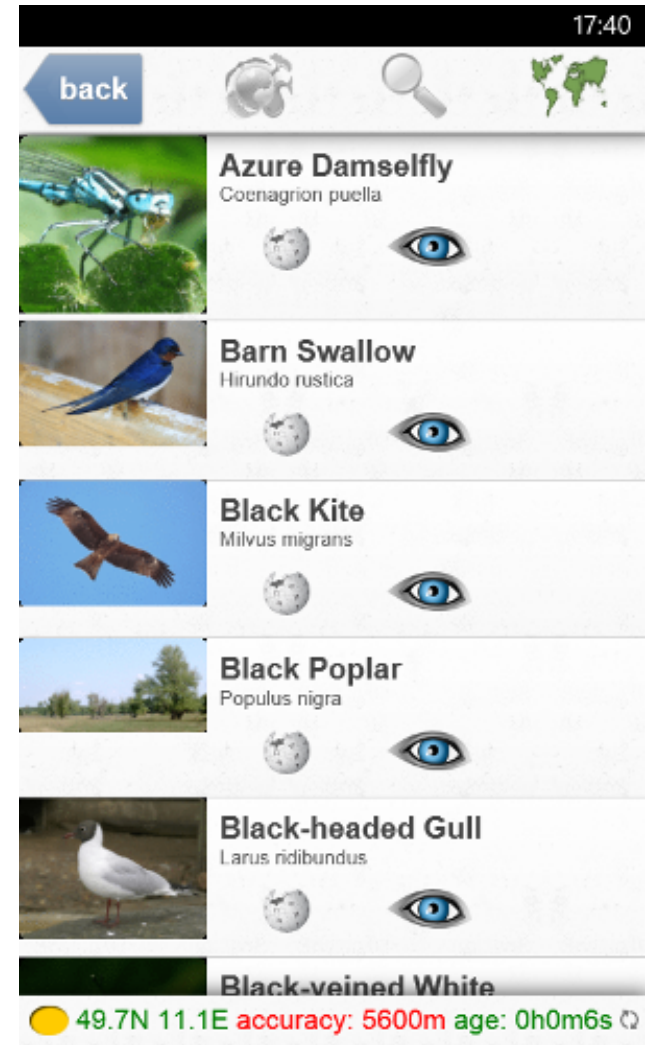 17:40
back
Azure Damselfly
Coenagrion puella
Barn Swallow
Hirundo rustica
Black Kite
Milvus migrans
Black Poplar
Populus nigra
Black-headed Gull
Larus ridibundus
Black-veined White
49.7N 11.1E accuracy: 5600m age: 0h0m6s